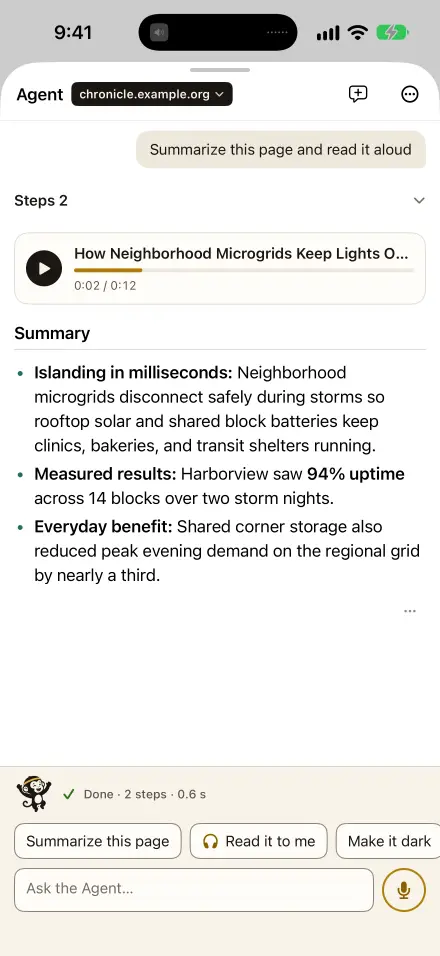 9:41
Agent
chronicle.example.org
Summarize this page and read it aloud
Steps 2
How Neighborhood Microgrids Keep Lights O...
0:02 / 0:12
Summary
• Islanding in milliseconds: Neighborhood
microgrids disconnect safely during storms so
rooftop solar and shared block batteries keep
clinics, bakeries, and transit shelters running.
• Measured results: Harborview saw 94% uptime
across 14 blocks over two storm nights.
• Everyday benefit: Shared corner storage also
reduced peak evening demand on the regional grid
by nearly a third.
Done · 2 steps · 0.6 s
Summarize this page
Read it to me
Make it dark
Ask the Agent...